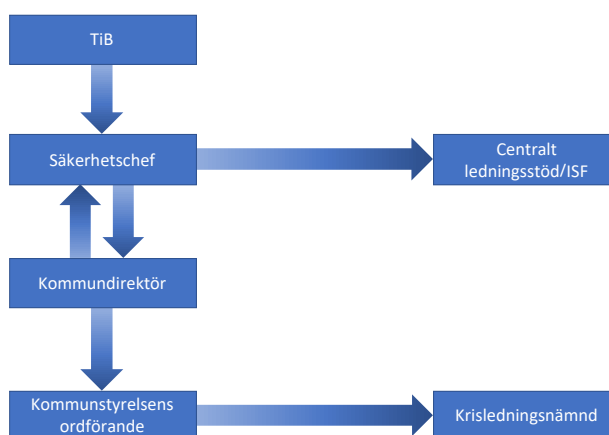 TiB
Säkerhetschef
Centralt
ledningsstöd/ISF
Kommundirektör
Kommunstyrelsens
ordförande
Krisledningsnämnd